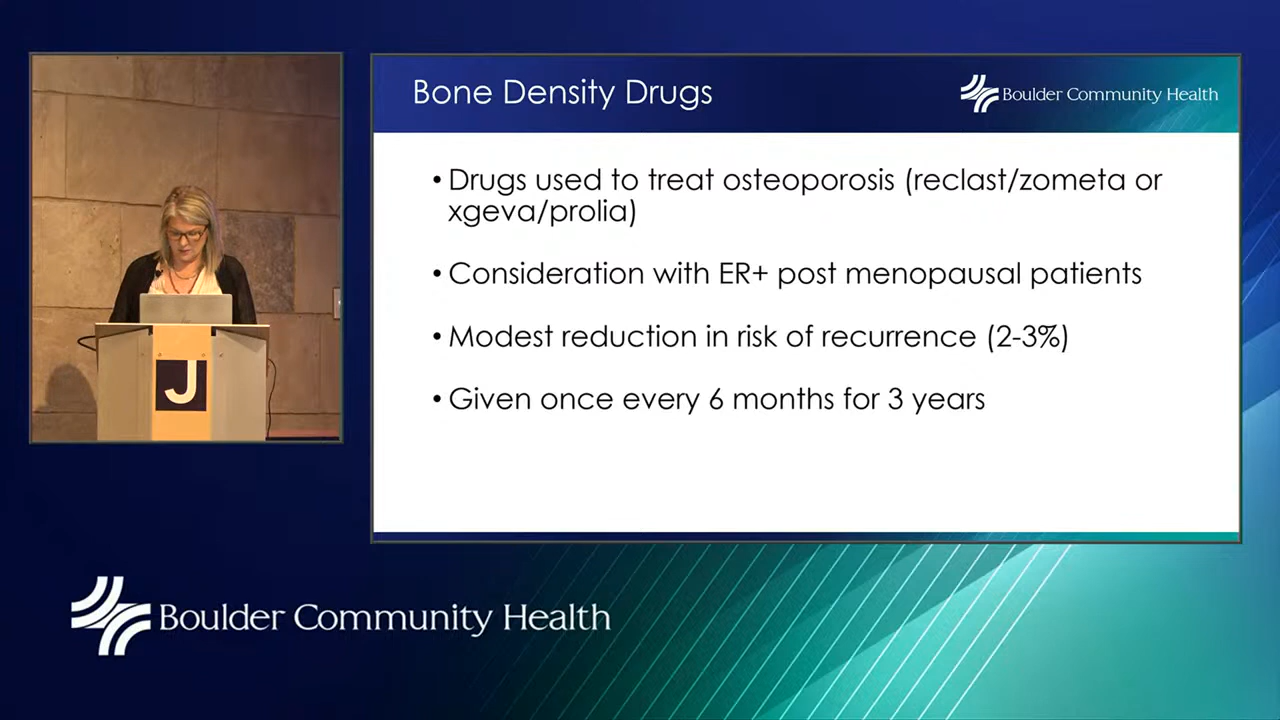 Bone Density Drugs
Boulder Community Health
• Drugs used to treat osteoporosis (reclast/zometa or
xgeva/prolia)
• Consideration with ER+ post menopausal patients
• Modest reduction in risk of recurrence (2-3%)
• Given once every 6 months for 3 years
J
Boulder Community Health